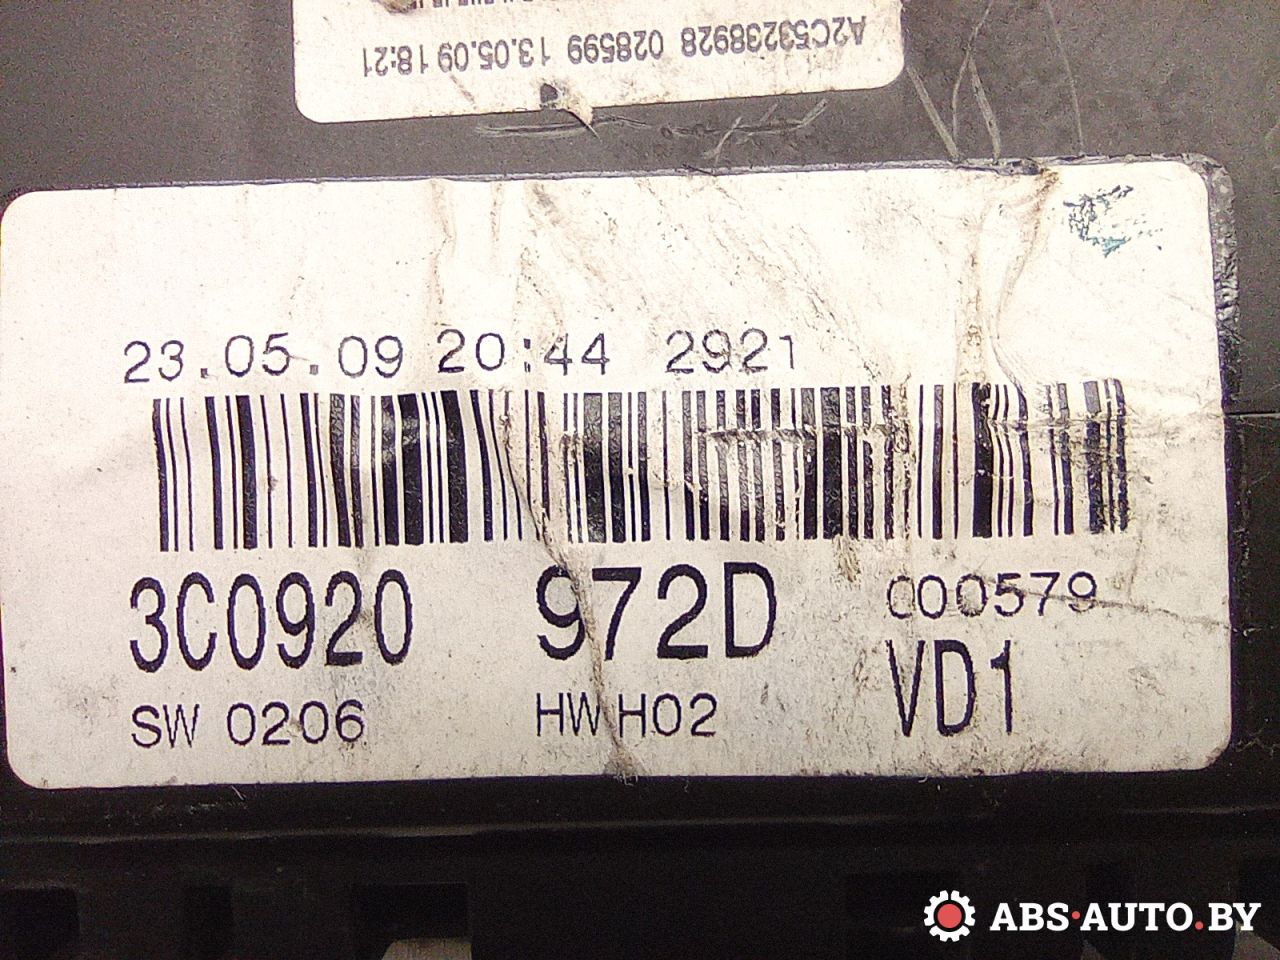 A2C53238928 028599 13.05.09 18:21
23.05.09 20:44 2921
3C0920 972D 000579
SW 0206 HW H02 VD1
ABS·AUTO.BY